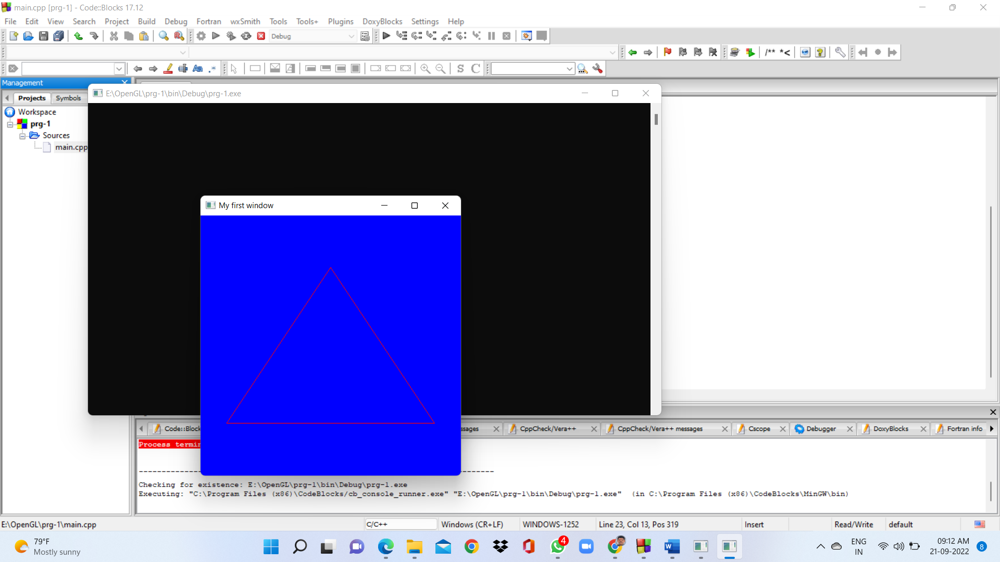 main.cpp [prg-1] - Code::Blocks 17.12
File Edit View Search Project Build Debug Fortran wxSmith Tools Tools+ Plugins DoxyBlocks Settings Help
Debug
/** *<
Management
Projects Symbols
Workspace
prg-1
Sources
main.cpp
E:\OpenGL\prg-1\bin\Debug\prg-1.exe
My first window
Code::Block ssages CppCheck/Vera++ CppCheck/Vera++ messages Cscope Debugger DoxyBlocks Fortran info
Process termin
Checking for existence: E:\OpenGL\prg-1\bin\Debug\prg-1.exe
Executing: "C:\Program Files (x86)\CodeBlocks/cb_console_runner.exe" "E:\OpenGL\prg-1\bin\Debug\prg-1.exe" (in C:\Program Files (x86)\CodeBlocks\MinGW\bin)
E:\OpenGL\prg-1\main.cpp C/C++ Windows (CR+LF) WINDOWS-1252 Line 23, Col 13, Pos 319 Insert Read/Write default
79°F
Mostly sunny
4
ENG
IN
09:12 AM
21-09-2022
8